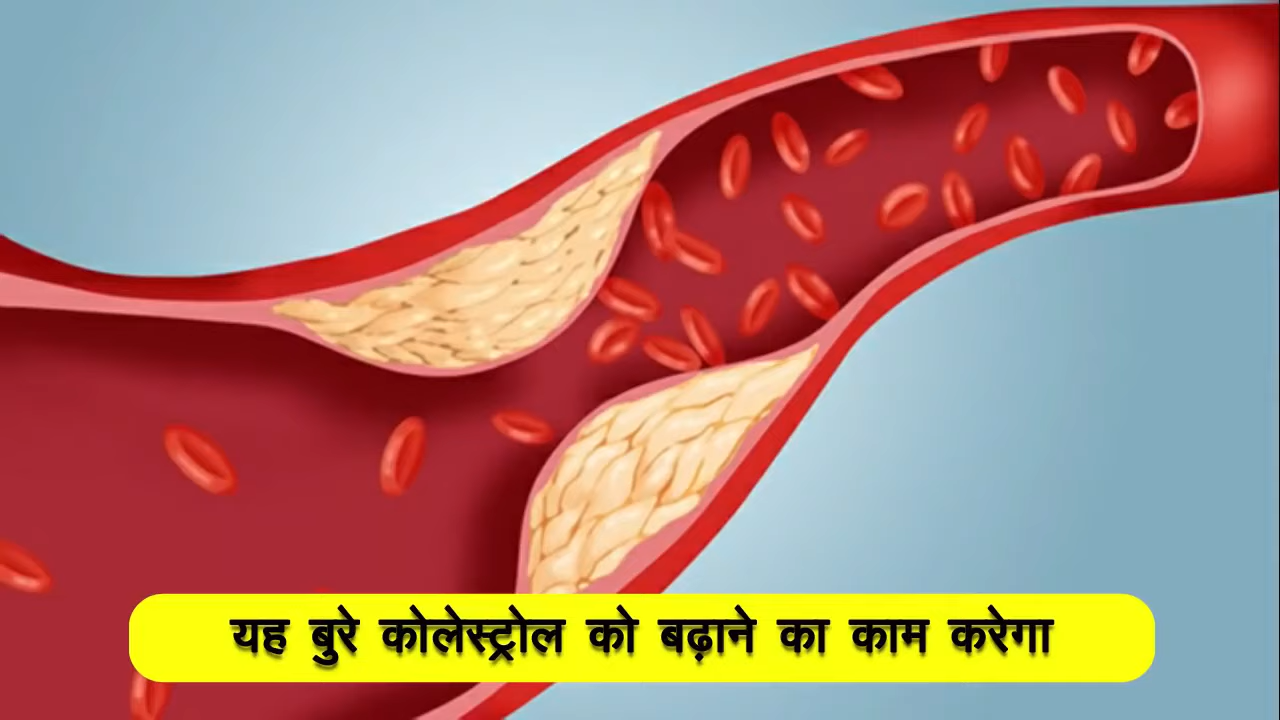 यह बुरे कोलेस्ट्रोल को बढ़ाने का काम करेगा